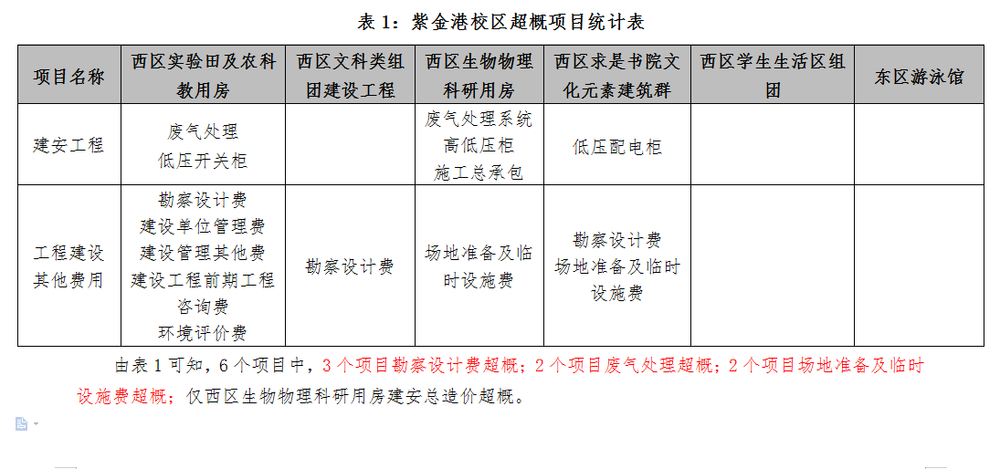 表 1：紫金港校区超概项目统计表
项目名称
西区实验田及农科
教用房
西区文科类组
团建设工程
西区生物物理
科研用房
西区求是书院文
化元素建筑群
西区学生生活区组
团
东区游泳馆
建安工程
废气处理
低压开关柜
废气处理系统
高低压柜
施工总承包
低压配电柜
工程建设
其他费用
勘察设计费
建设单位管理费
建设管理其他费
建设工程前期工程
咨询费
环境评价费
勘察设计费
场地准备及临
时设施费
勘察设计费
场地准备及临时
设施费
由表 1 可知，6 个项目中，3 个项目勘察设计费超概；2 个项目废气处理超概；2 个项目场地准备及临时
设施费超概；仅西区生物物理科研用房建安总造价超概。